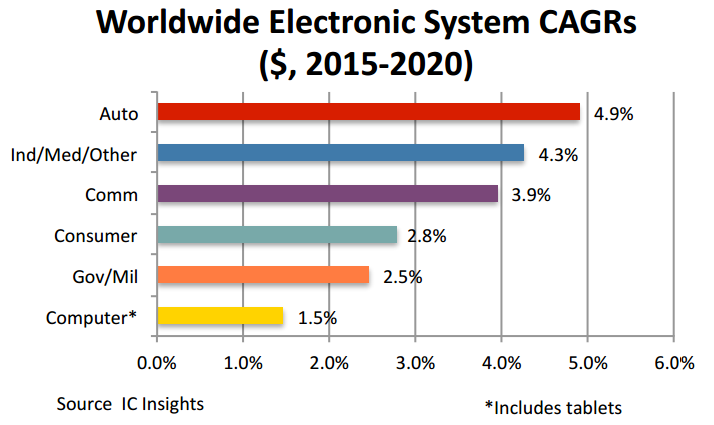 Worldwide Electronic System CAGRs
($, 2015-2020)
Auto 4.9%
Ind/Med/Other 4.3%
Comm 3.9%
Consumer 2.8%
Gov/Mil 2.5%
Computer* 1.5%
0.0% 1.0% 2.0% 3.0% 4.0% 5.0% 6.0%
Source IC Insights *Includes tablets